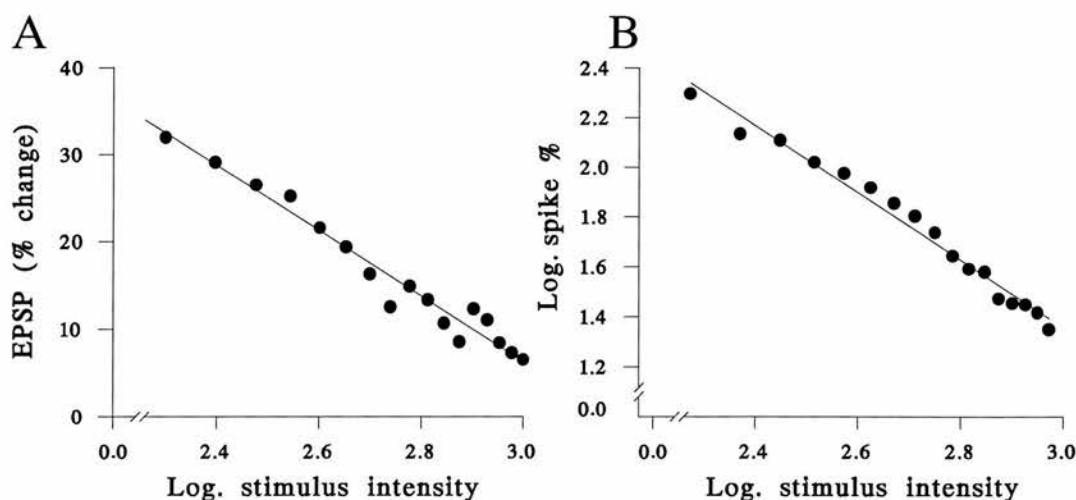 A
EPSP (% change)
40
30
20
10
0
0.0 2.4 2.6 2.8 3.0
Log. stimulus intensity
B
Log. spike %
2.4
2.2
2.0
1.8
1.6
1.4
1.2
0.0
0.0 2.4 2.6 2.8 3.0
Log. stimulus intensity